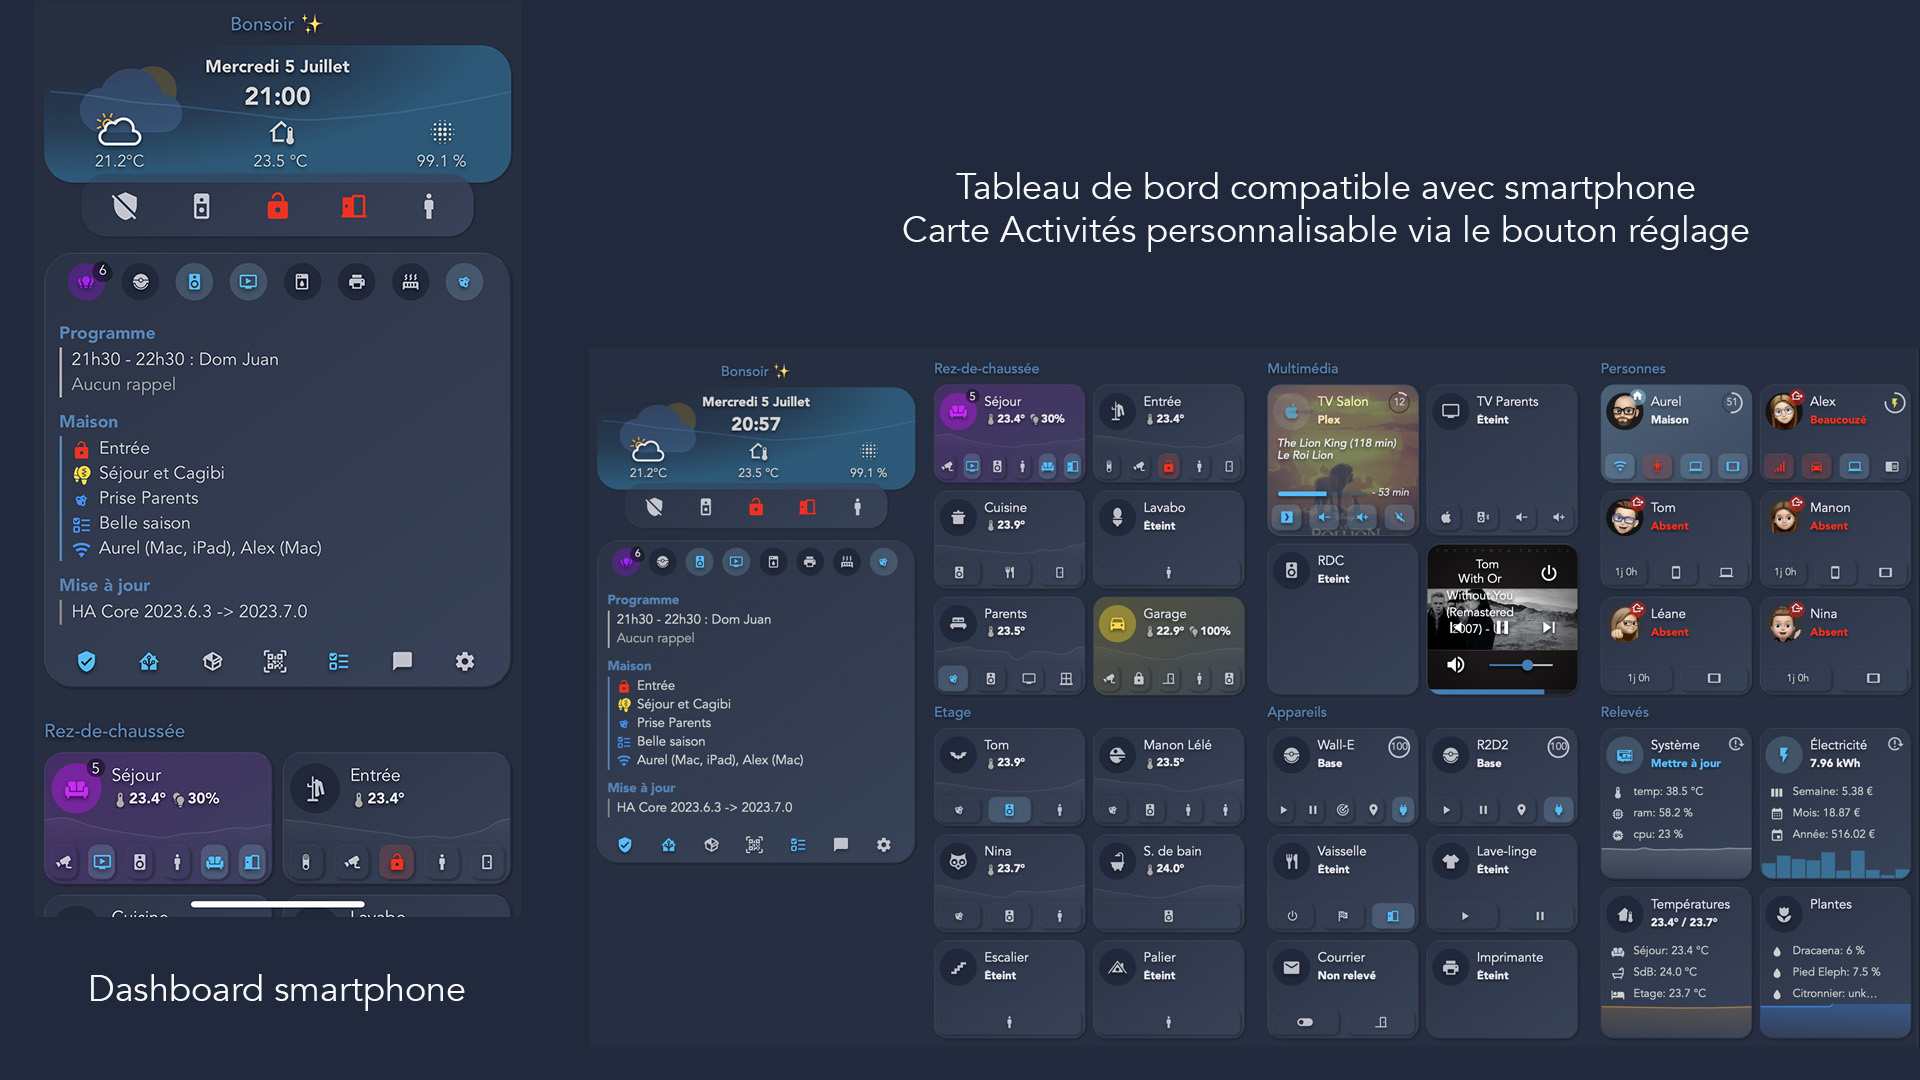 Bonsoir ✨
Mercredi 5 Juillet
21:00
21.2°C
23.5 °C
99.1 %
6
Programme
21h30 - 22h30 : Dom Juan
Aucun rappel
Maison
Entrée
Séjour et Cagibi
Prise Parents
Belle saison
Aurel (Mac, iPad), Alex (Mac)
Mise à jour
HA Core 2023.6.3 -> 2023.7.0
Rez-de-chaussée
5
Séjour
23.4° 30%
Entrée
23.4°
Cuisine
Lavabo
Dashboard smartphone
Tableau de bord compatible avec smartphone
Carte Activités personnalisable via le bouton réglage
Bonsoir ✨
Mercredi 5 Juillet
20:57
21.2°C
23.5 °C
99.1 %
6
Programme
21h30 - 22h30 : Dom Juan
Aucun rappel
Maison
Entrée
Séjour et Cagibi
Prise Parents
Belle saison
Aurel (Mac, iPad), Alex (Mac)
Mise à jour
HA Core 2023.6.3 -> 2023.7.0
Rez-de-chaussée
5
Séjour
23.4° 30%
Entrée
23.4°
Cuisine
23.9°
Lavabo
Éteint
Parents
23.5°
Garage
22.9° 100%
Etage
Tom
23.9°
Manon Lélé
23.5°
Nina
23.7°
S. de bain
24.0°
Escalier
Éteint
Palier
Éteint
Multimédia
TV Salon
Plex
12
The Lion King (118 min)
Le Roi Lion
- 53 min
TV Parents
Éteint
RDC
Eteint
Tom
With Or
Without You
(Remastered
2007) - U
Appareils
Wall-E
Base
100
R2D2
Base
100
Vaisselle
Éteint
Lave-linge
Éteint
Courrier
Non relevé
Imprimante
Éteint
Personnes
Aurel
Maison
51
Alex
Beaucouzé
Tom
Absent
1j 0h
Manon
Absent
1j 0h
Léane
Absent
1j 0h
Nina
Absent
1j 0h
Relevés
Système
Mettre à jour
temp: 38.5 °C
ram: 58.2 %
cpu: 23 %
Électricité
7.96 kWh
Semaine: 5.38 €
Mois: 18.87 €
Année: 516.02 €
Températures
23.4° / 23.7°
Séjour: 23.4 °C
SdB: 24.0 °C
Etage: 23.7 °C
Plantes
Dracaena: 6 %
Pied Eleph: 7.5 %
Citronnier: unk...